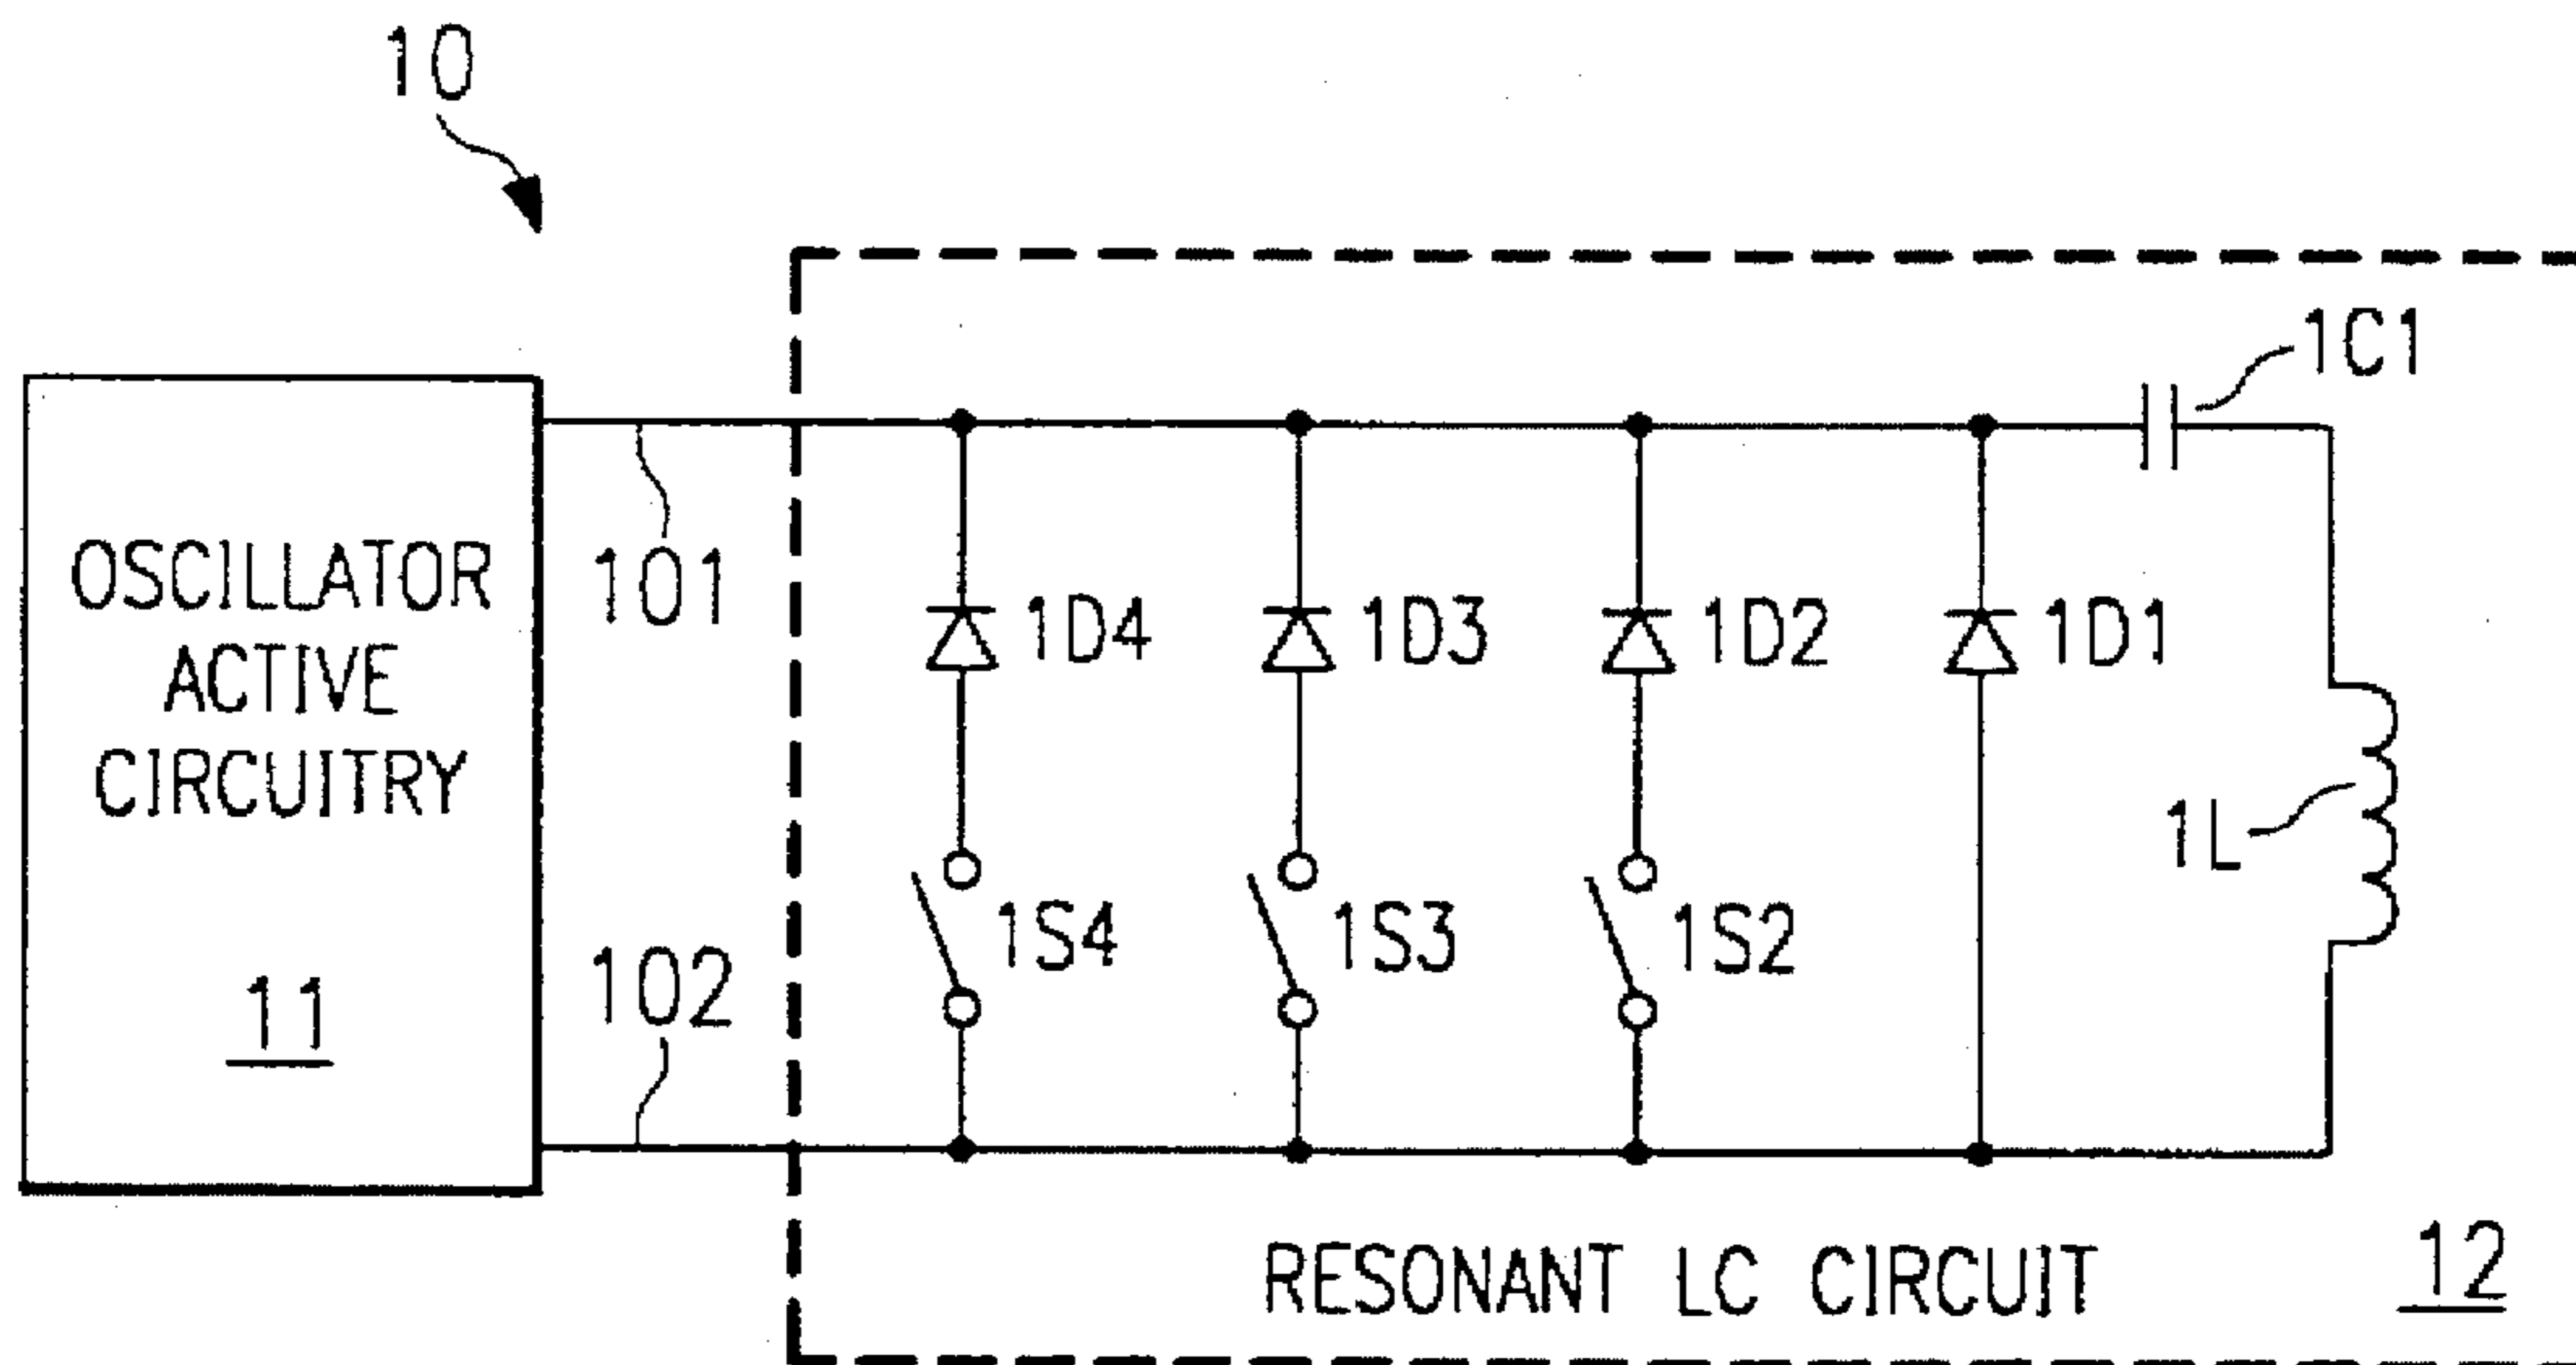 10
1C1
OSCILLATOR
ACTIVE
CIRCUITRY
11
101
102
1D4
1D3
1D2
1D1
1S4
1S3
1S2
1L
RESONANT LC CIRCUIT
12